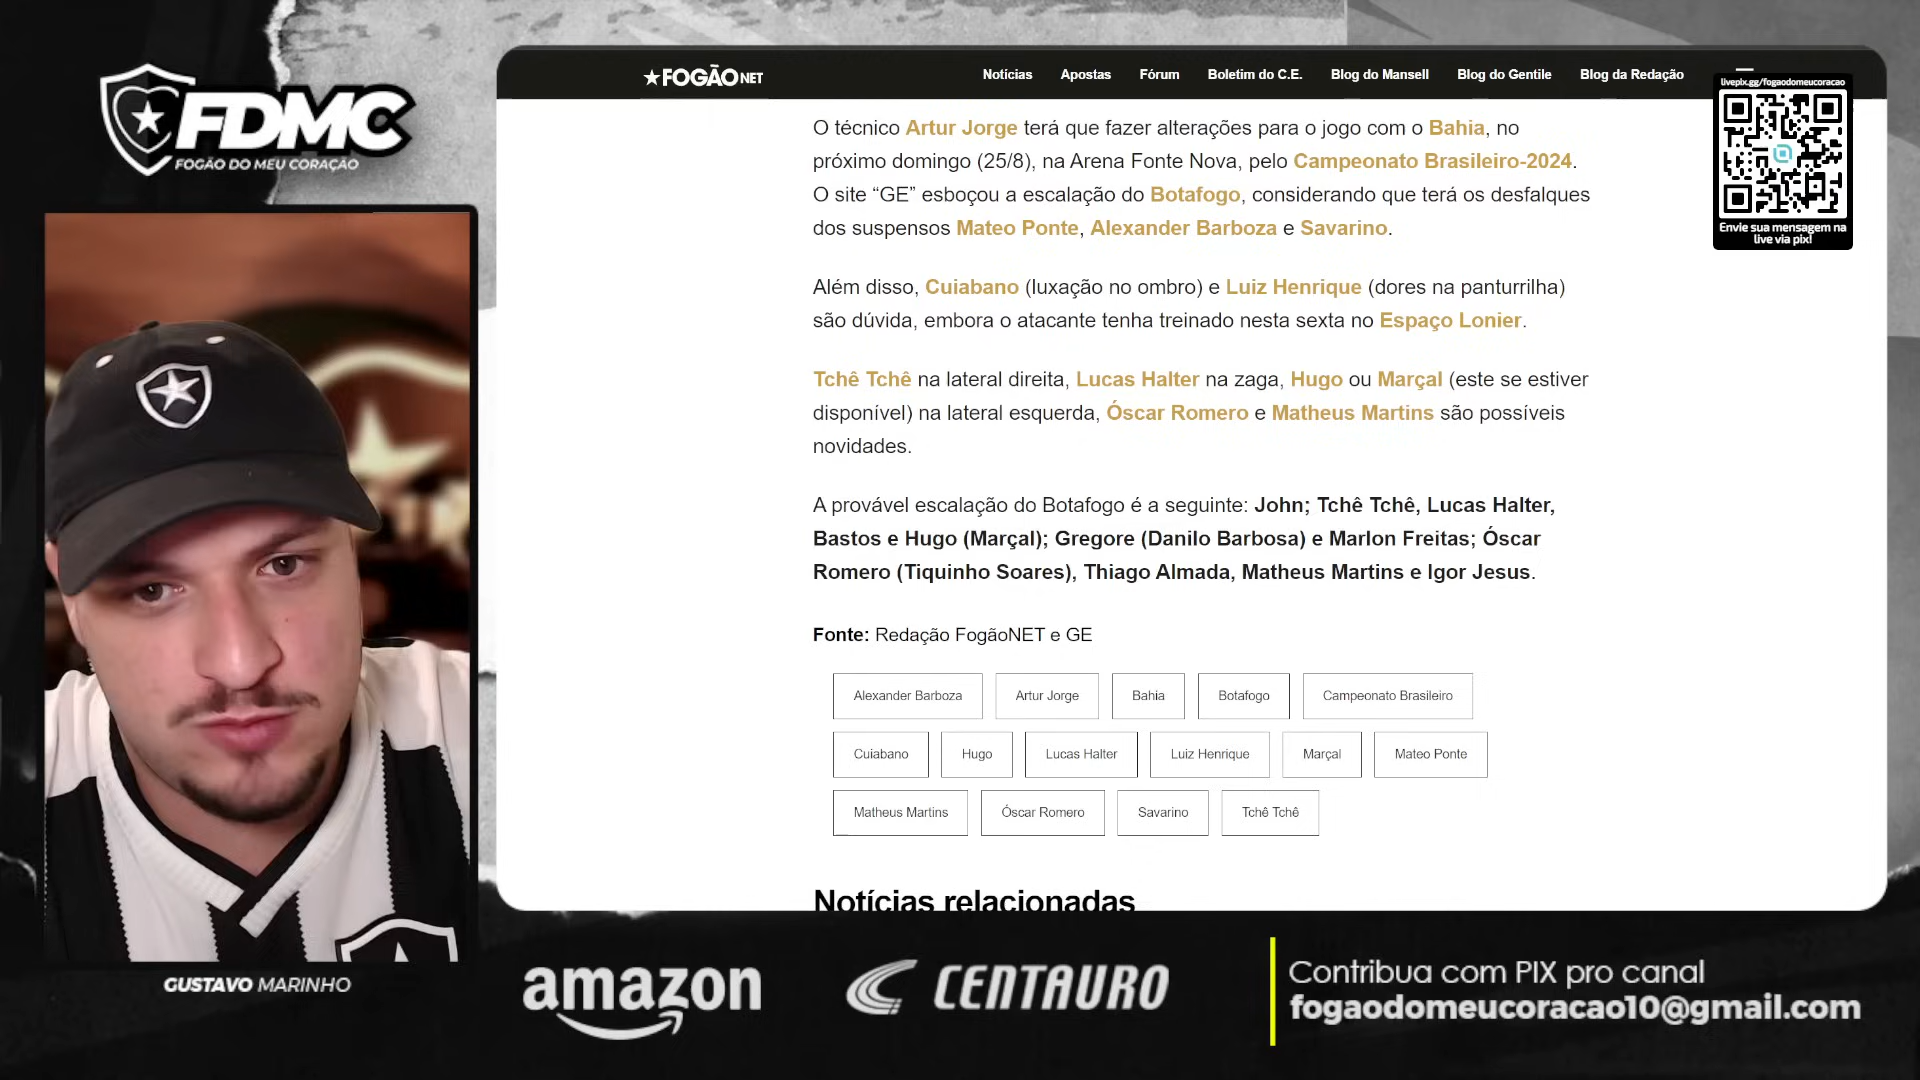 FDMC
FOGÃO DO MEU CORAÇÃO
FOGÃO NET
Notícias
Apostas
Fórum
Boletim do C.E.
Blog do Mansell
Blog do Gentile
Blog da Redação
livepix.gg/fogaodomeucoracao
Envie sua mensagem na
live via pix!
O técnico Artur Jorge terá que fazer alterações para o jogo com o Bahia, no
próximo domingo (25/8), na Arena Fonte Nova, pelo Campeonato Brasileiro-2024.
O site “GE” esboçou a escalação do Botafogo, considerando que terá os desfalques
dos suspensos Mateo Ponte, Alexander Barboza e Savarino.
Além disso, Cuiabano (luxação no ombro) e Luiz Henrique (dores na panturrilha)
são dúvida, embora o atacante tenha treinado nesta sexta no Espaço Lonier.
Tchê Tchê na lateral direita, Lucas Halter na zaga, Hugo ou Marçal (este se estiver
disponível) na lateral esquerda, Óscar Romero e Matheus Martins são possíveis
novidades.
A provável escalação do Botafogo é a seguinte: John; Tchê Tchê, Lucas Halter,
Bastos e Hugo (Marçal); Gregore (Danilo Barbosa) e Marlon Freitas; Óscar
Romero (Tiquinho Soares), Thiago Almada, Matheus Martins e Igor Jesus.
Fonte: Redação FogãoNET e GE
Alexander Barboza
Artur Jorge
Bahia
Botafogo
Campeonato Brasileiro
Cuiabano
Hugo
Lucas Halter
Luiz Henrique
Marçal
Mateo Ponte
Matheus Martins
Óscar Romero
Savarino
Tchê Tchê
Notícias relacionadas
GUSTAVO MARINHO
amazon
CENTAURO
Contribua com PIX pro canal
fogaodomeucoracao10@gmail.com